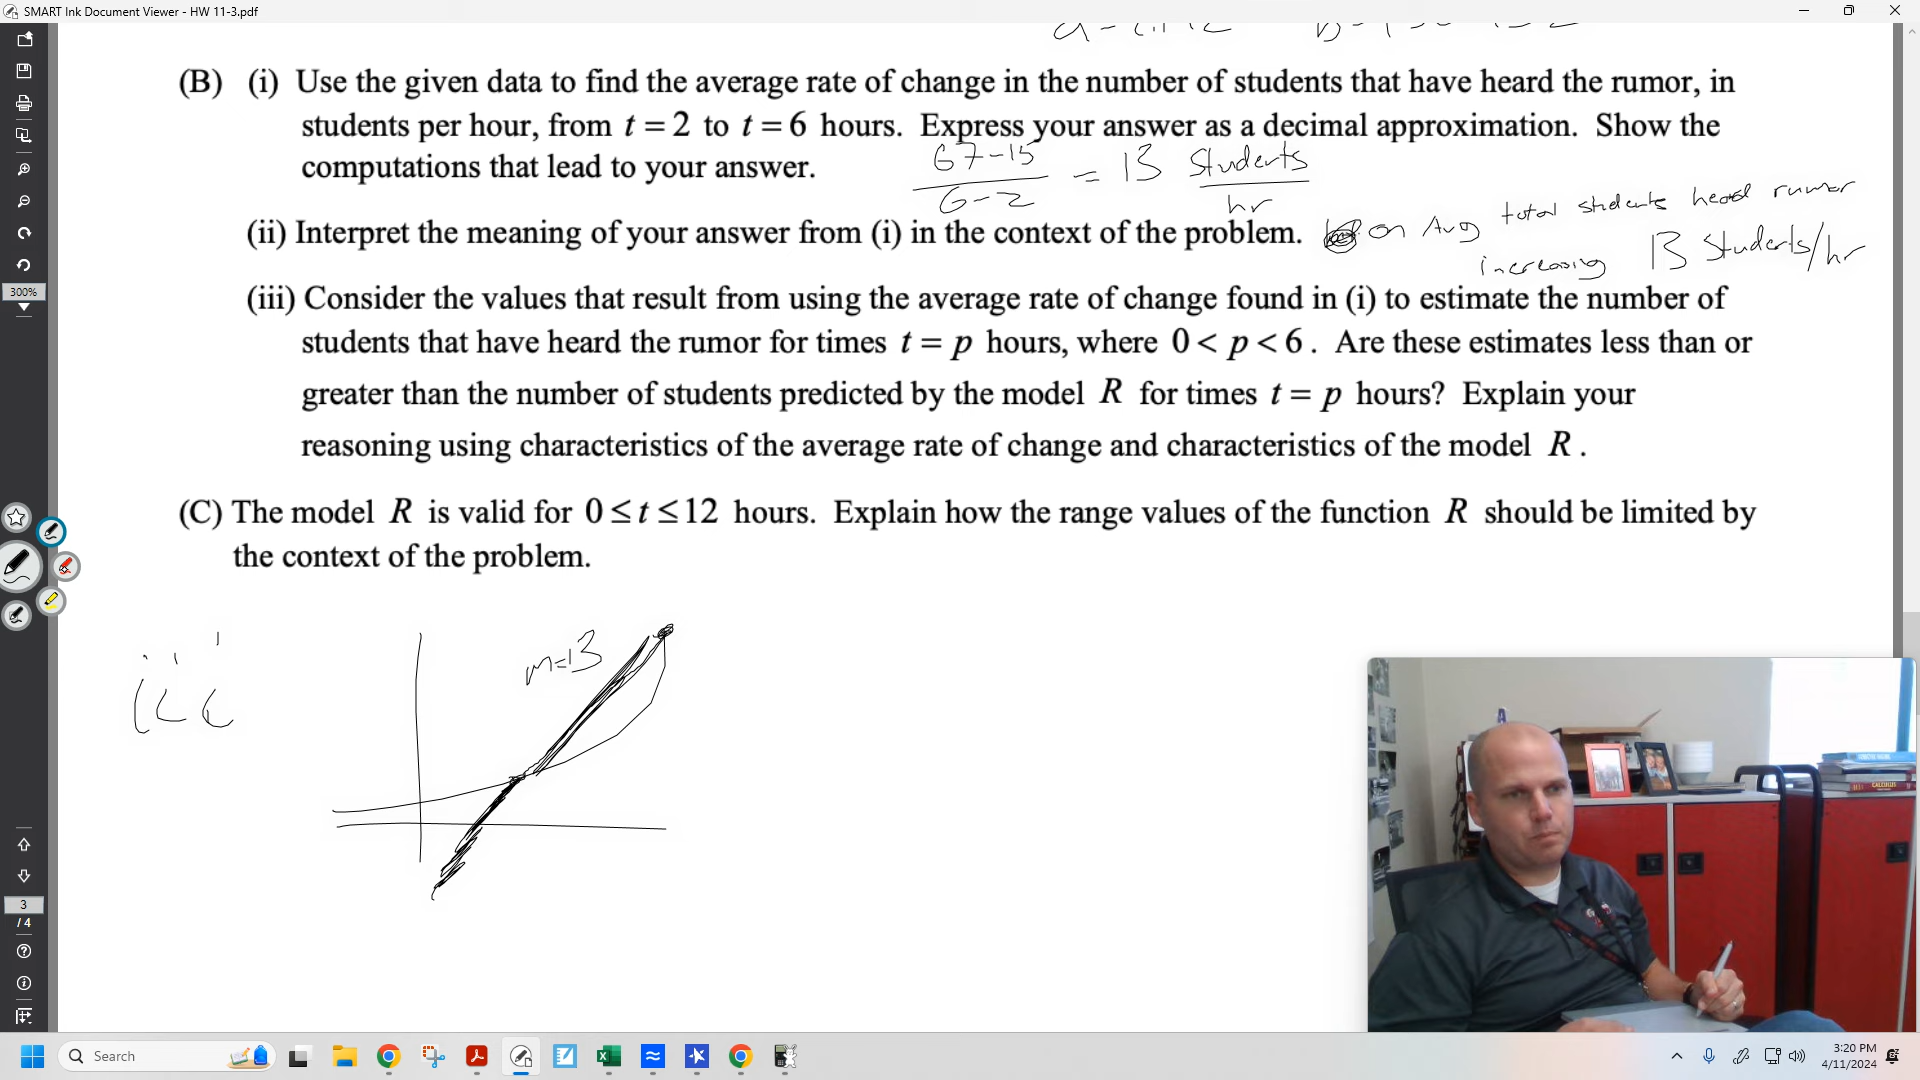 SMART Ink Document Viewer - HW 11-3.pdf
(B) (i) Use the given data to find the average rate of change in the number of students that have heard the rumor, in
students per hour, from t = 2 to t = 6 hours. Express your answer as a decimal approximation. Show the
computations that lead to your answer.
67-15
6-2
= 13 students
hr
(ii) Interpret the meaning of your answer from (i) in the context of the problem.
on Avg total students heard rumor
increasing 13 students/hr
(iii) Consider the values that result from using the average rate of change found in (i) to estimate the number of
students that have heard the rumor for times t = p hours, where 0 < p < 6. Are these estimates less than or
greater than the number of students predicted by the model R for times t = p hours? Explain your
reasoning using characteristics of the average rate of change and characteristics of the model R.
(C) The model R is valid for 0 ≤ t ≤ 12 hours. Explain how the range values of the function R should be limited by
the context of the problem.
iii
m=13
300%
3
/ 4
CALCULUS
Search
3:20 PM
4/11/2024